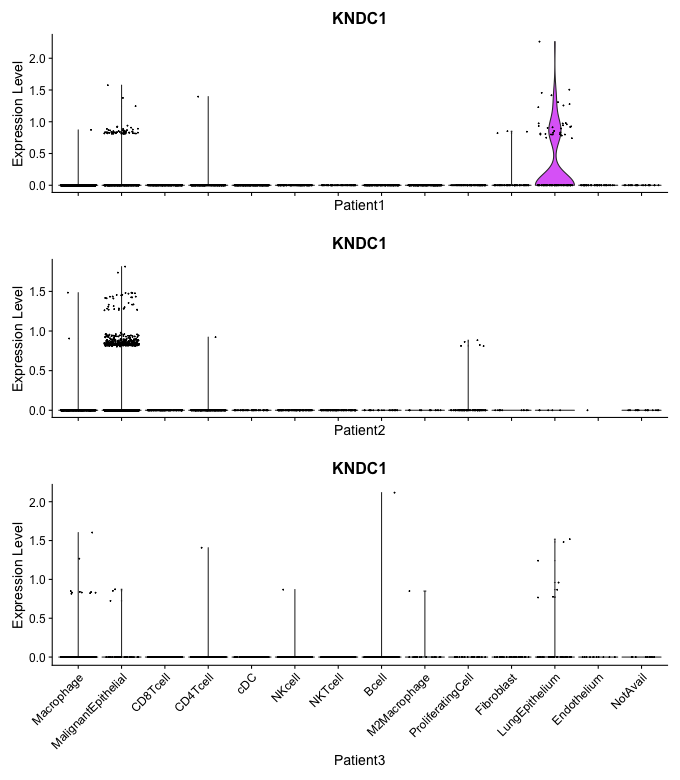 KNDC1
Expression Level
2.0
1.5
1.0
0.5
0.0
Patient1
KNDC1
Expression Level
1.5
1.0
0.5
0.0
Patient2
KNDC1
Expression Level
2.0
1.5
1.0
0.5
0.0
Macrophage
MalignantEpithelial
CD8Tcell
CD4Tcell
cDC
NKcell
NKTcell
Bcell
M2Macrophage
ProliferatingCell
Fibroblast
LungEpithelium
Endothelium
NotAvail
Patient3